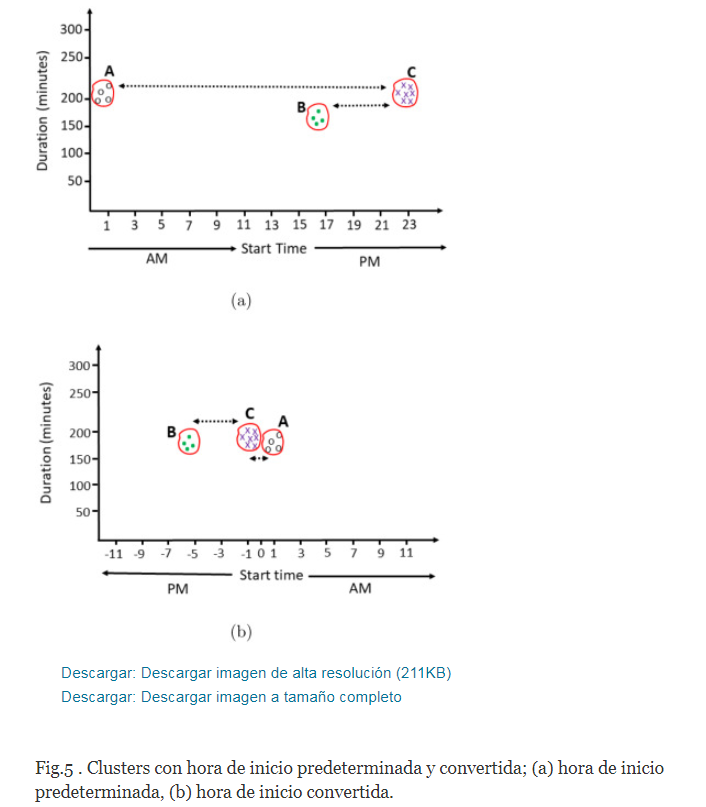 300
250
A
C
200
B
150
100
50
Duration (minutes)
1 3 5 7 9 11 13 15 17 19 21 23
Start Time
AM
PM
(a)
300
250
C
A
B
200
150
100
50
Duration (minutes)
-11 -9 -7 -5 -3 -1 0 1 3 5 7 9 11
Start time
PM
AM
(b)
Descargar: Descargar imagen de alta resolución (211KB)
Descargar: Descargar imagen a tamaño completo
Fig.5 . Clusters con hora de inicio predeterminada y convertida; (a) hora de inicio
predeterminada, (b) hora de inicio convertida.